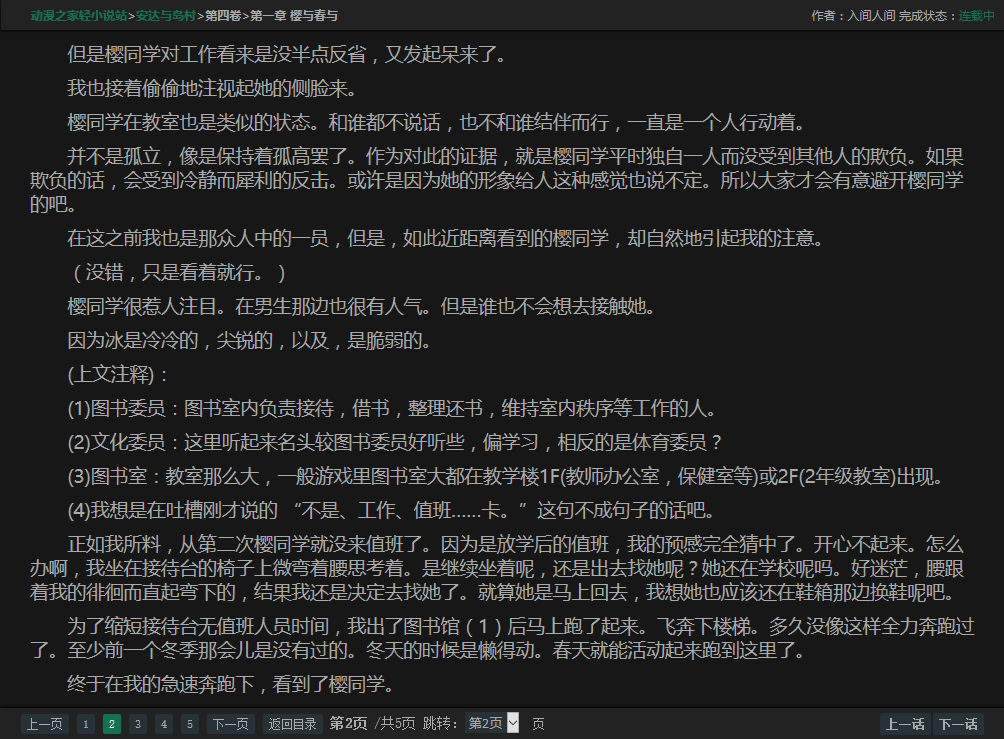 动漫之家轻小说站>安达与岛村>第四卷>第一章 樱与春与
作者：入间人间 完成状态：连载中
但是樱同学对工作看来是没半点反省，又发起呆来了。
我也接着偷偷地注视起她的侧脸来。
樱同学在教室也是类似的状态。和谁都不说话，也不和谁结伴而行，一直是一个人行动着。
并不是孤立，像是保持着孤高罢了。作为对此的证据，就是樱同学平时独自一人而没受到其他人的欺负。如果
欺负的话，会受到冷静而犀利的反击。或许是因为她的形象给人这种感觉也说不定。所以大家才会有意避开樱同学
的吧。
在这之前我也是那众人中的一员，但是，如此近距离看到的樱同学，却自然地引起我的注意。
（没错，只是看着就行。）
樱同学很惹人注目。在男生那边也很有人气。但是谁也不会想去接触她。
因为冰是冷冷的，尖锐的，以及，是脆弱的。
(上文注释)：
(1)图书委员：图书室内负责接待，借书，整理还书，维持室内秩序等工作的人。
(2)文化委员：这里听起来名头较图书委员好听些，偏学习，相反的是体育委员？
(3)图书室：教室那么大，一般游戏里图书室大都在教学楼1F(教师办公室，保健室等)或2F(2年级教室)出现。
(4)我想是在吐槽刚才说的 “不是、工作、值班……卡。”这句不成句子的话吧。
正如我所料，从第二次樱同学就没来值班了。因为是放学后的值班，我的预感完全猜中了。开心不起来。怎么
办啊，我坐在接待台的椅子上微弯着腰思考着。是继续坐着呢，还是出去找她呢？她还在学校呢吗。好迷茫，腰跟
着我的徘徊而直起弯下的，结果我还是决定去找她了。就算她是马上回去，我想她也应该还在鞋箱那边换鞋呢吧。
为了缩短接待台无值班人员时间，我出了图书馆（1）后马上跑了起来。飞奔下楼梯。多久没像这样全力奔跑过
了。至少前一个冬季那会儿是没有过的。冬天的时候是懒得动。春天就能活动起来跑到这里了。
终于在我的急速奔跑下，看到了樱同学。
上一页 1 2 3 4 5 下一页 返回目录 第2页 /共5页 跳转： 第2页 页 上一话 下一话